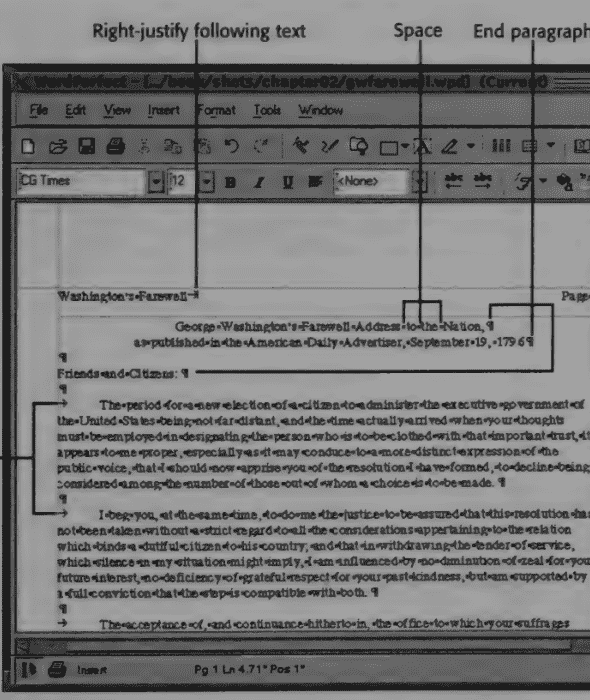 Right-justify following text Space End paragraph
WordPerfect - [../book/shots/chapter02/gwfarewell.wpd] (Current)
File Edit View Insert Format Tools Window
CG Times 12 B I U <None> abc abc
Washington's·Farewell Page
George·Washington's·Farewell·Address·to·the·Nation,¶
as·published·in·the·American·Daily·Advertiser,·September·19,·1796¶
¶
Friends·and·Citizens:¶
¶
The·period·for·a·new·election·of·a·citizen·to·administer·the·executive·government·of
the·United·States·being·not·far·distant,·and·the·time·actually·arrived·when·your·thoughts
must·be·employed·in·designating·the·person·who·is·to·be·clothed·with·that·important·trust,·it
appears·to·me·proper,·especially·as·it·may·conduce·to·a·more·distinct·expression·of·the
public·voice,·that·I·should·now·apprise·you·of·the·resolution·I·have·formed,·to·decline·being
considered·among·the·number·of·those·out·of·whom·a·choice·is·to·be·made.¶
¶
I·beg·you,·at·the·same·time,·to·do·me·the·justice·to·be·assured·that·this·resolution·has
not·been·taken·without·a·strict·regard·to·all·the·considerations·appertaining·to·the·relation
which·binds·a·dutiful·citizen·to·his·country;·and·that·in·withdrawing·the·tender·of·service,
which·silence·in·my·situation·might·imply,·I·am·influenced·by·no·diminution·of·zeal·for·your
future·interest,·no·deficiency·of·grateful·respect·for·your·past·kindness,·but·am·supported·by
a·full·conviction·that·the·step·is·compatible·with·both.¶
¶
The·acceptance·of,·and·continuance·hitherto·in,·the·office·to·which·your·suffrages
Insert Pg 1 Ln 4.71" Pos 1"